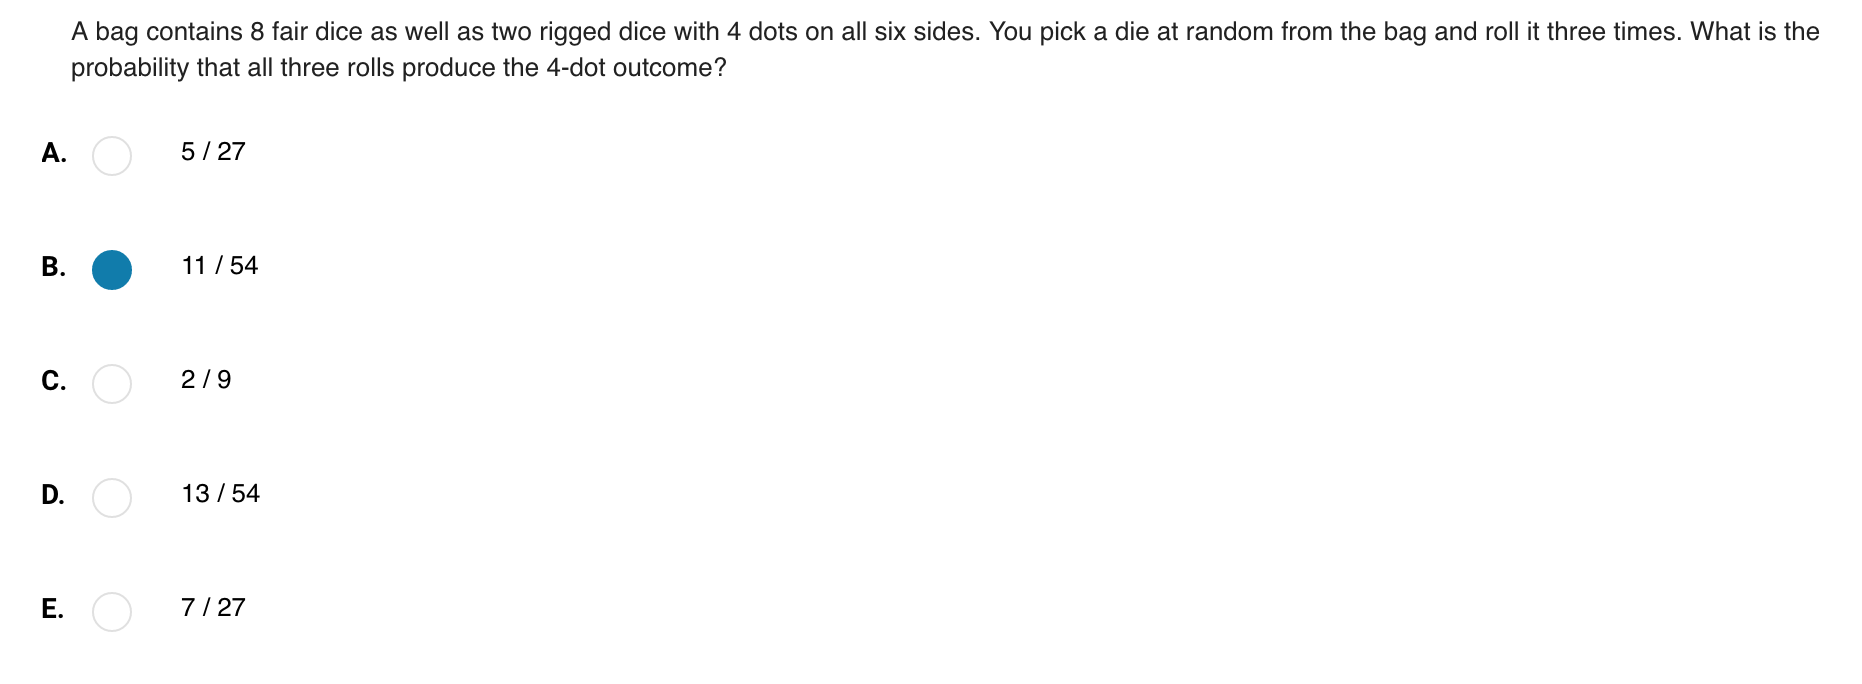 A bag contains 8 fair dice as well as two rigged dice with 4 dots on all six sides. You pick a die at random from the bag and roll it three times. What is the
probability that all three rolls produce the 4-dot outcome?
A. 5 / 27
B. 11 / 54
C. 2 / 9
D. 13 / 54
E. 7 / 27